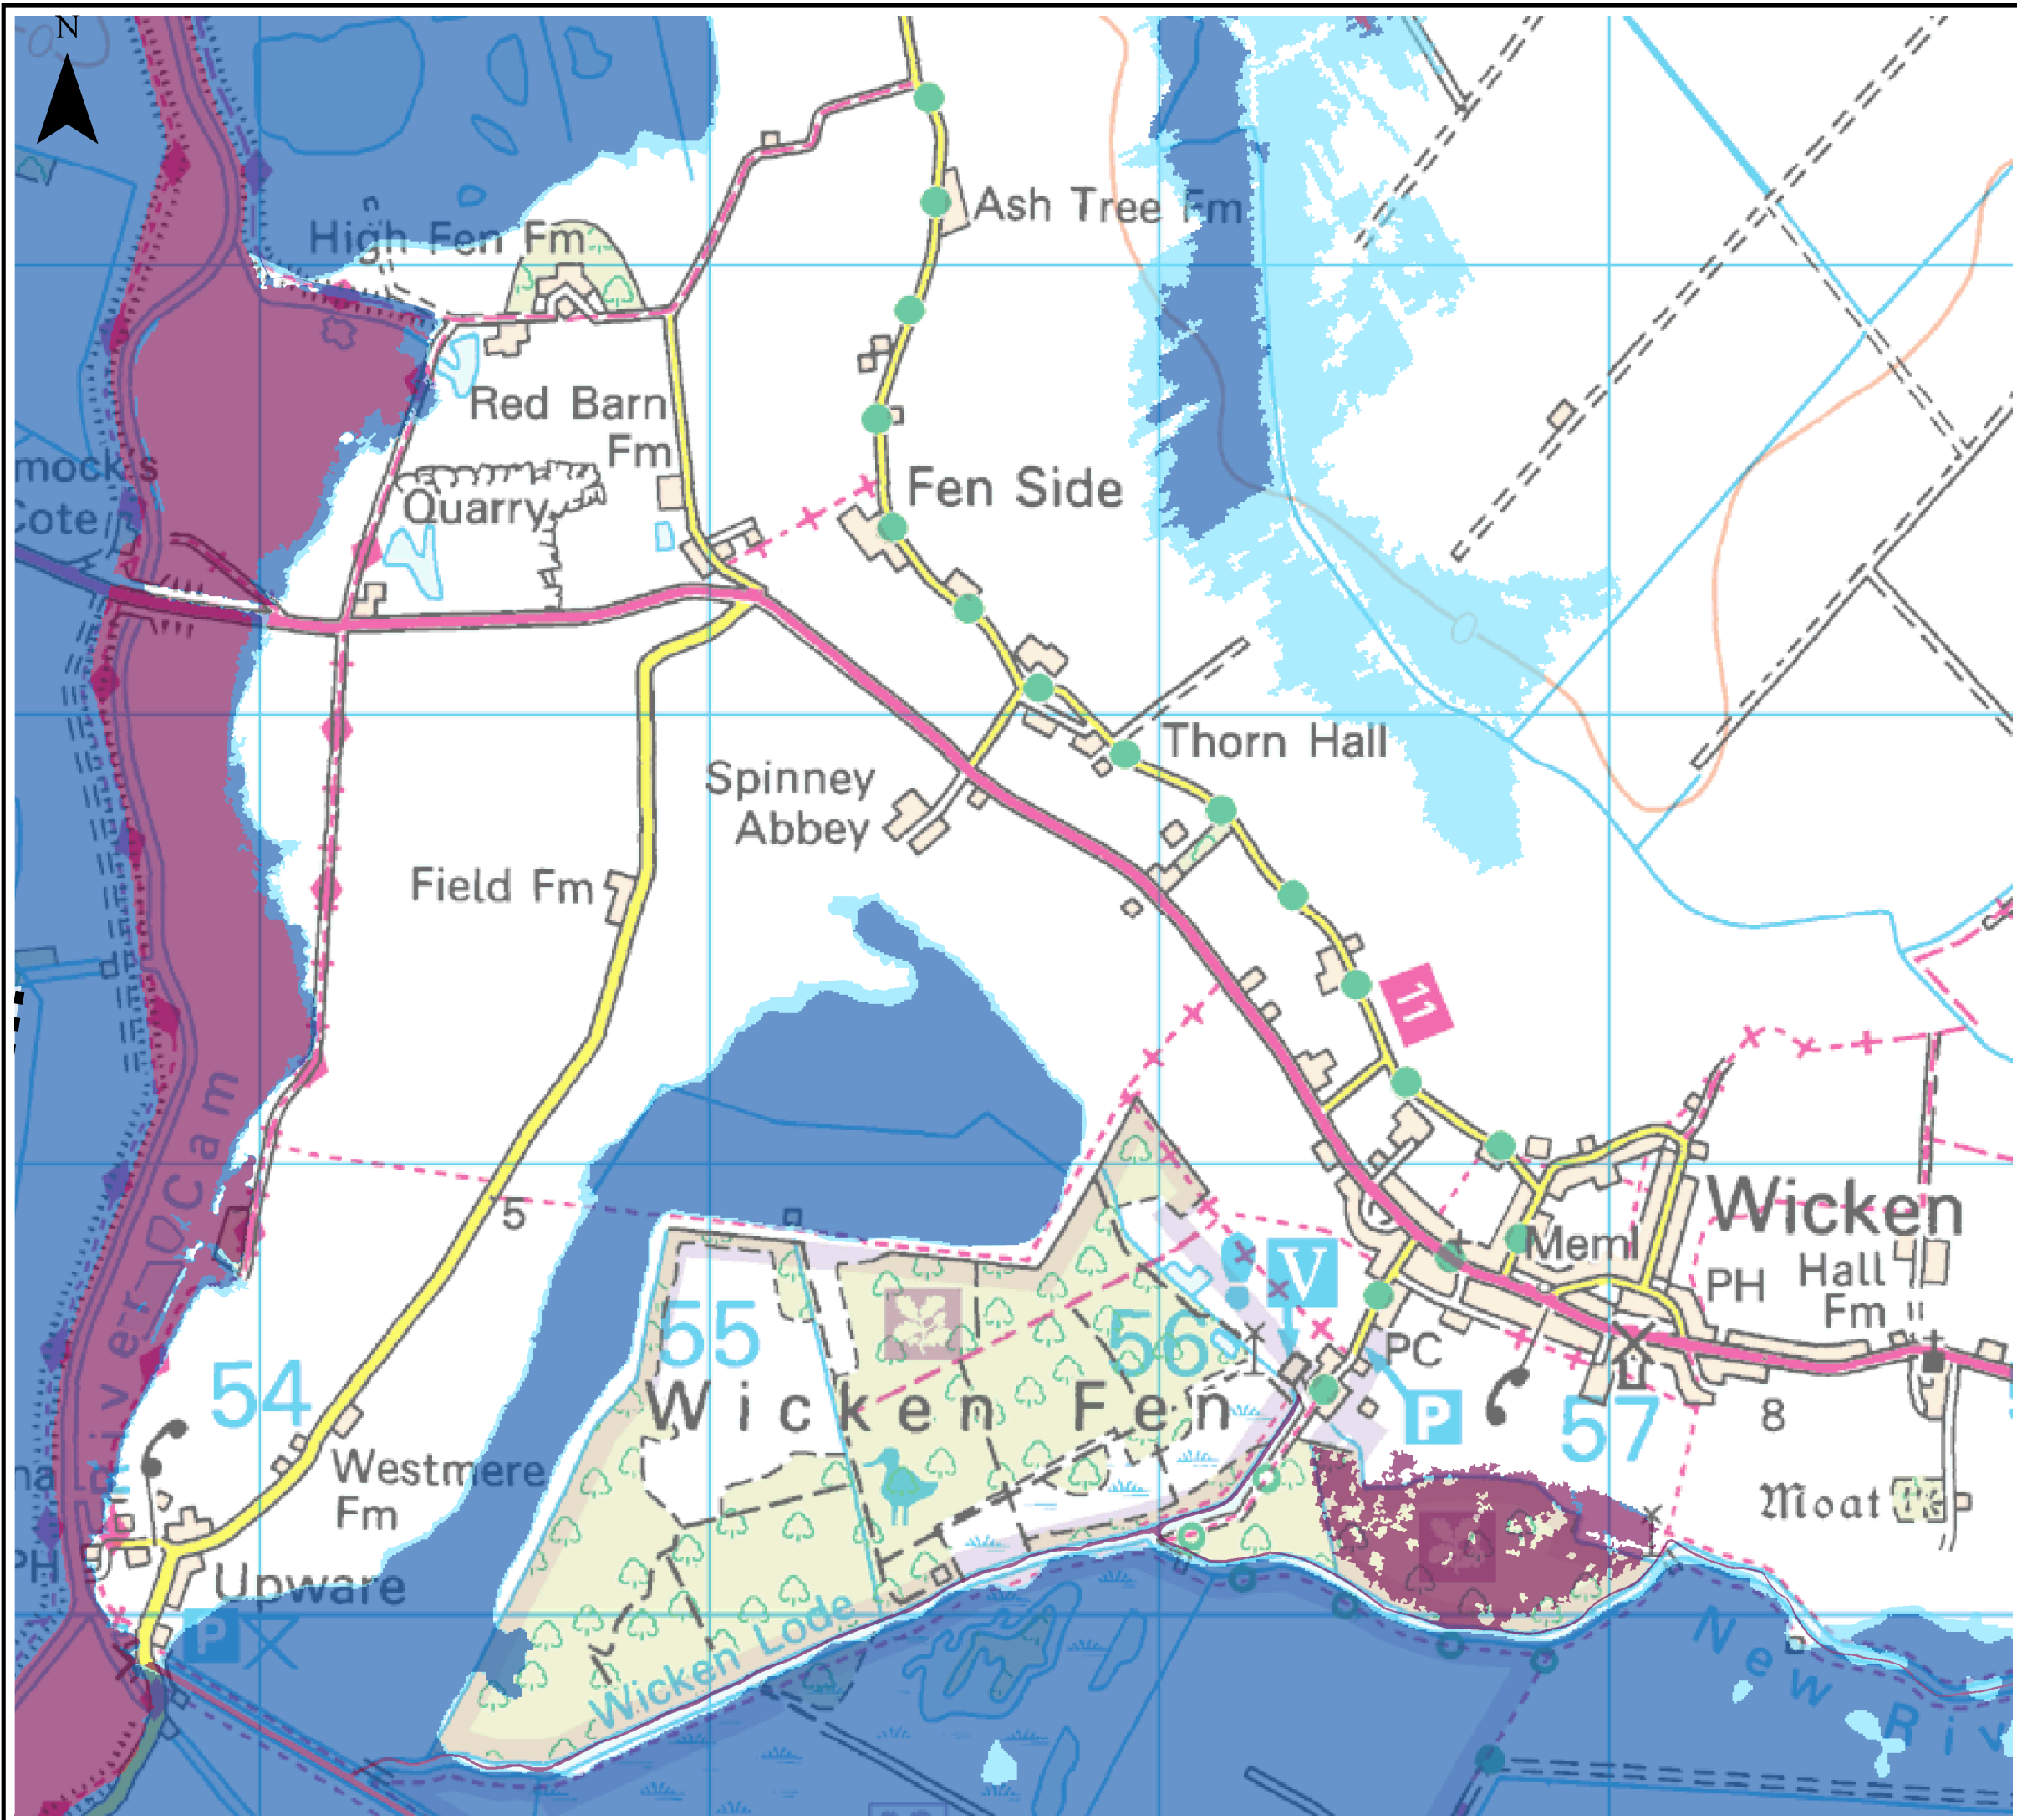 N
Ash Tree Fm
High Fen Fm
Red Barn
Fm
mock's
Cote
Quarry
Fen Side
Thorn Hall
Spinney
Abbey
Field Fm
11
River Cam
5
Wicken
Meml
V
PH
Hall
Fm
55
56
1
PC
54
Wicken Fen
P
57
8
Westmere
Fm
Moat
PH
Upware
P
Wicken Lode
New Riv
0